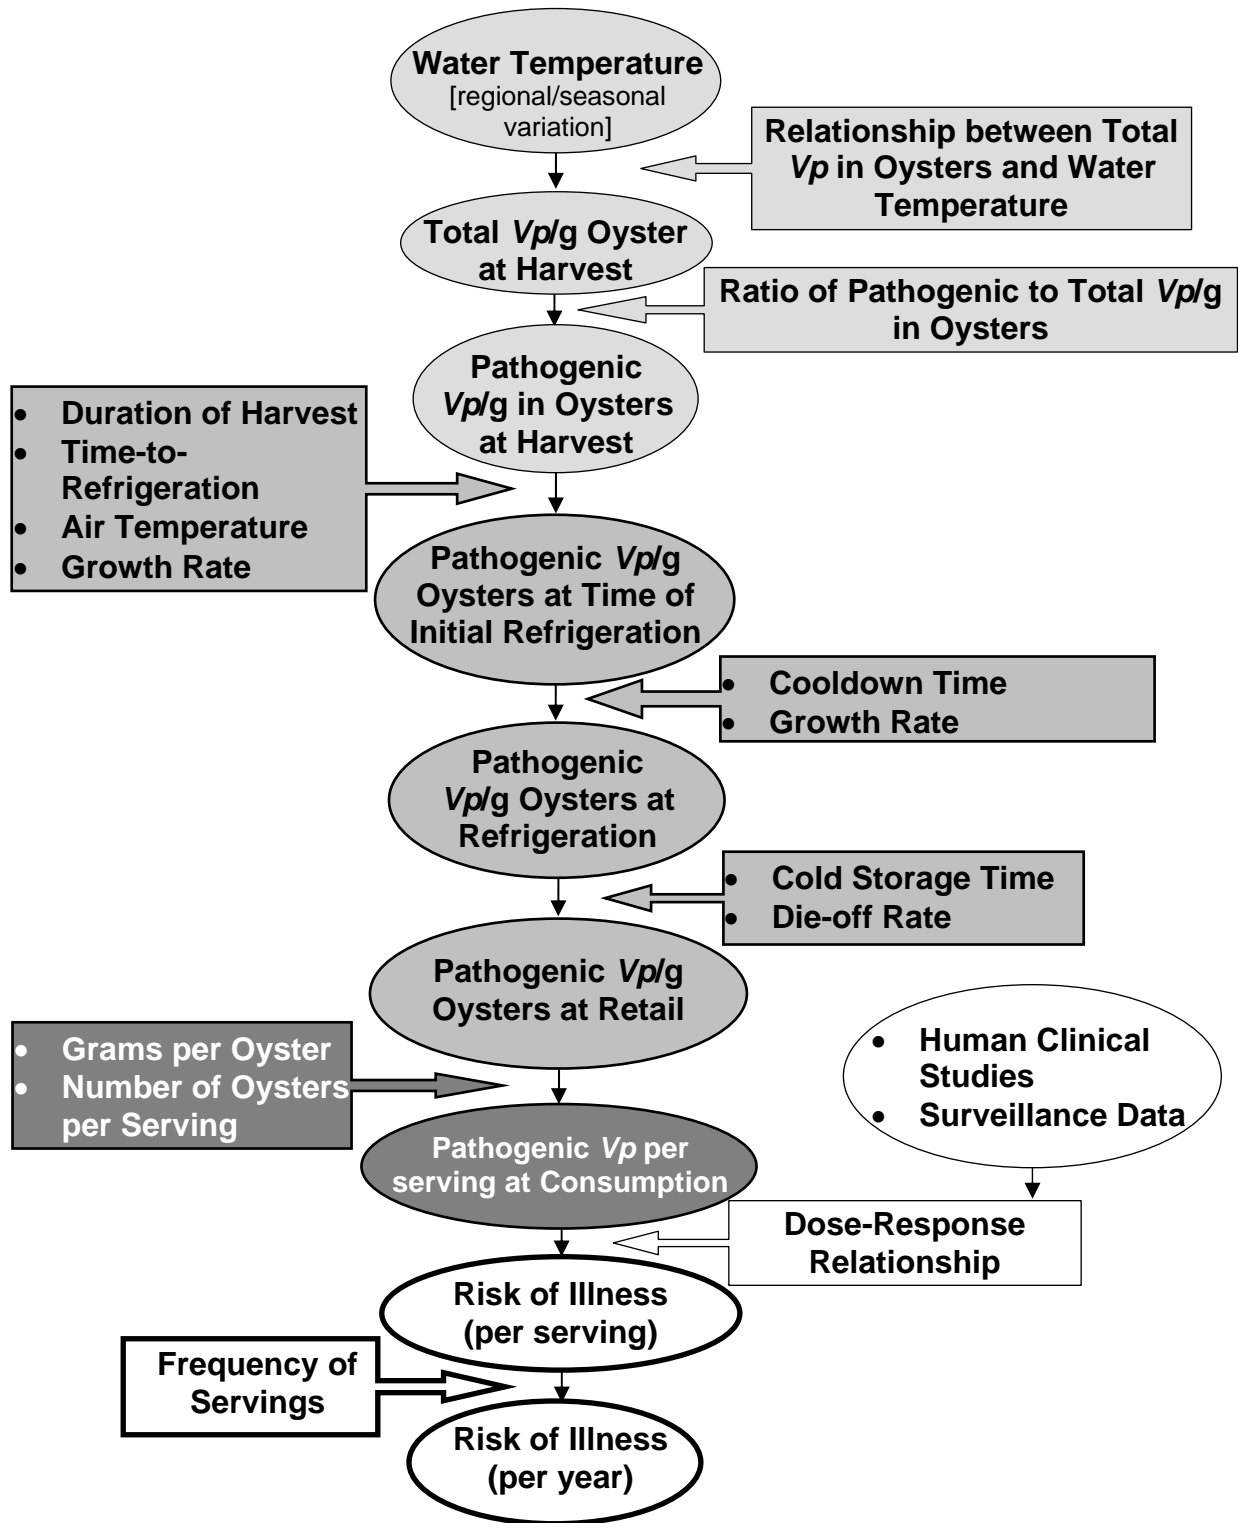 Water Temperature
[regional/seasonal
variation]
Relationship between Total
Vp in Oysters and Water
Temperature
Total Vp/g Oyster
at Harvest
Ratio of Pathogenic to Total Vp/g
in Oysters
Pathogenic
Vp/g in Oysters
at Harvest
• Duration of Harvest
• Time-to-
Refrigeration
• Air Temperature
• Growth Rate
Pathogenic Vp/g
Oysters at Time of
Initial Refrigeration
• Cooldown Time
• Growth Rate
Pathogenic
Vp/g Oysters at
Refrigeration
• Cold Storage Time
• Die-off Rate
Pathogenic Vp/g
Oysters at Retail
• Grams per Oyster
• Number of Oysters
per Serving
• Human Clinical
Studies
• Surveillance Data
Pathogenic Vp per
serving at Consumption
Dose-Response
Relationship
Risk of Illness
(per serving)
Frequency of
Servings
Risk of Illness
(per year)